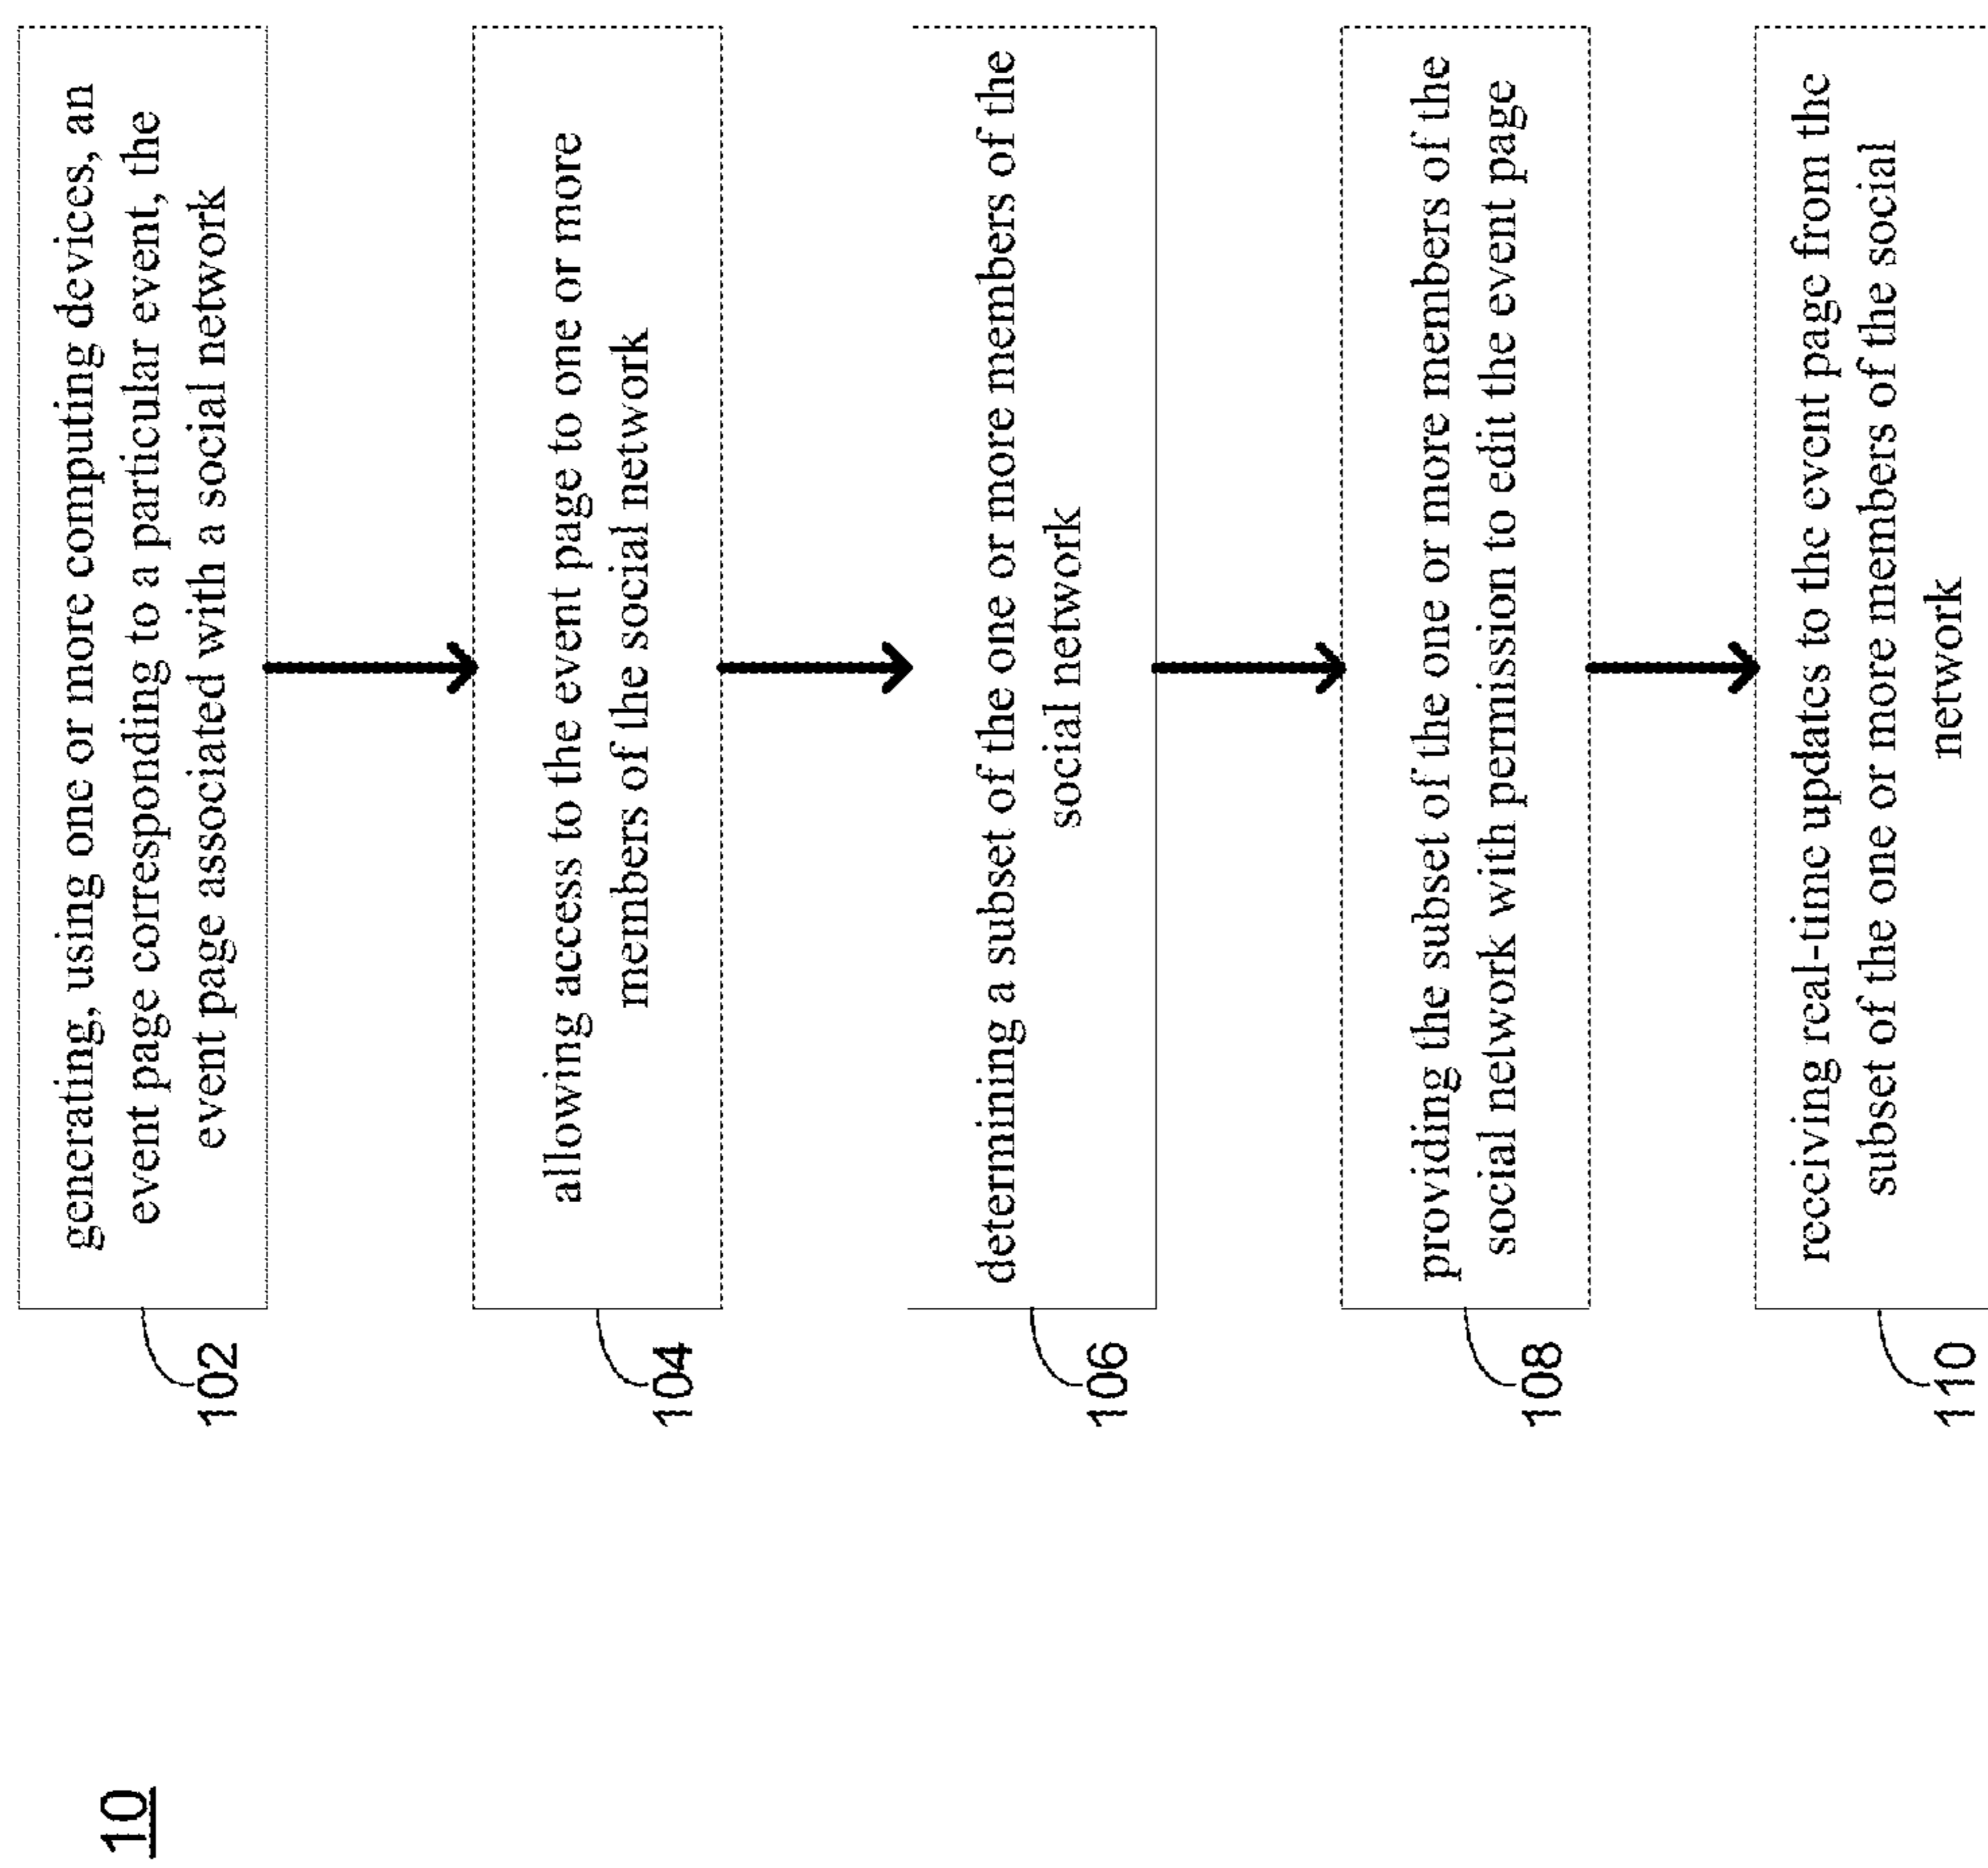 10
102
generating, using one or more computing devices, an
event page corresponding to a particular event, the
event page associated with a social network
104
allowing access to the event page to one or more
members of the social network
106
determining a subset of the one or more members of the
social network
108
providing the subset of the one or more members of the
social network with permission to edit the event page
110
receiving real-time updates to the event page from the
subset of the one or more members of the social
network